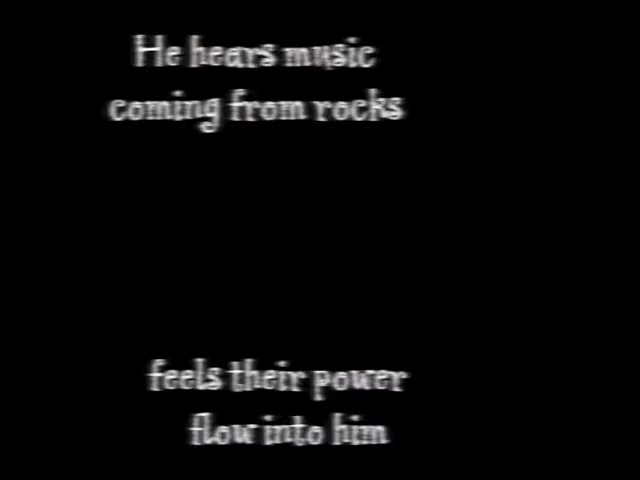 He hears music
coming from rocks
feels their power
flow into him